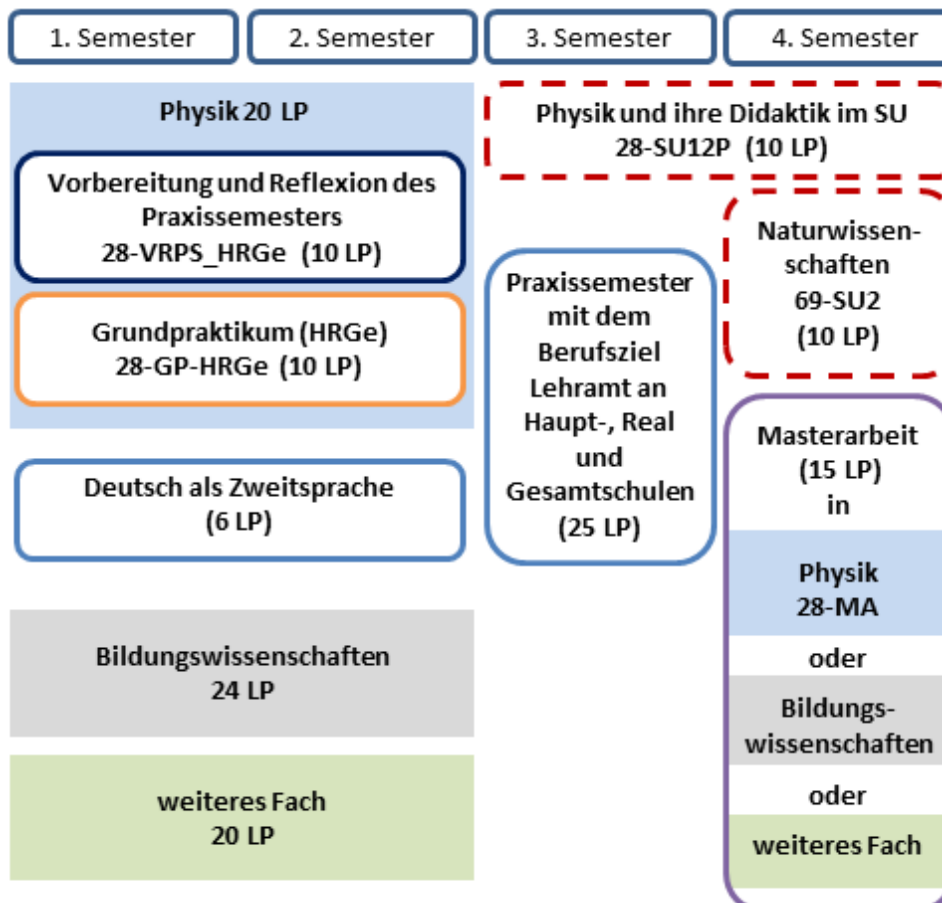 1. Semester
2. Semester
3. Semester
4. Semester
Physik 20 LP
Vorbereitung und Reflexion des
Praxissemesters
28-VRPS_HRGe (10 LP)
Grundpraktikum (HRGe)
28-GP-HRGe (10 LP)
Deutsch als Zweitsprache
(6 LP)
Bildungswissenschaften
24 LP
weiteres Fach
20 LP
Physik und ihre Didaktik im SU
28-SU12P (10 LP)
Praxissemester
mit dem
Berufsziel
Lehramt an
Haupt-, Real
und
Gesamtschulen
(25 LP)
Naturwissen-
schaften
69-SU2
(10 LP)
Masterarbeit
(15 LP)
in
Physik
28-MA
oder
Bildungs-
wissenschaften
oder
weiteres Fach